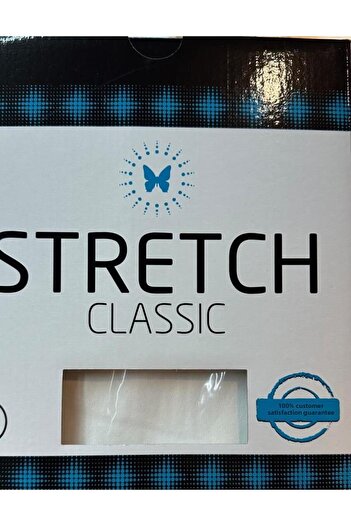 STRETCH
CLASSIC
100% customer
satisfaction guarantee